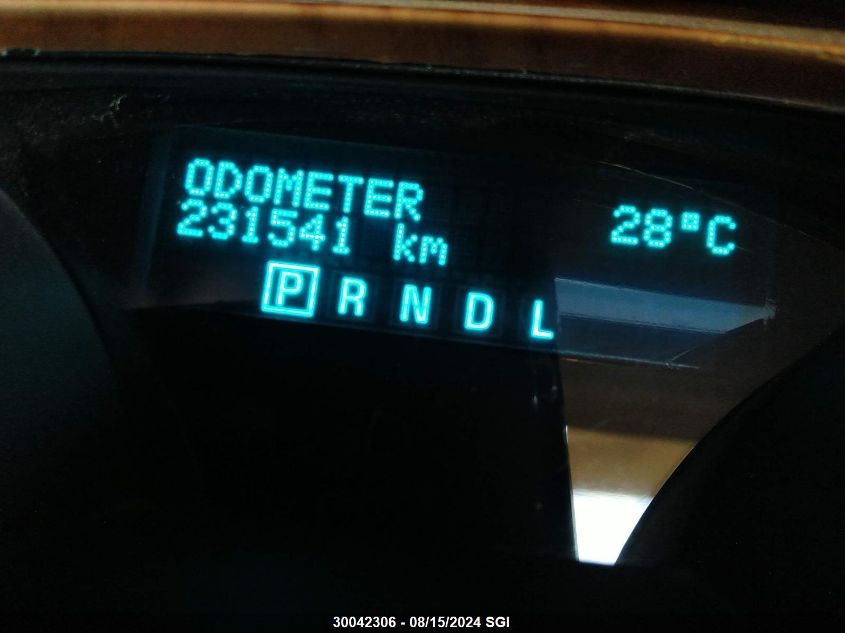 ODOMETER
231541 km 28°C
P R N D L
30042306 - 08/15/2024 SGI